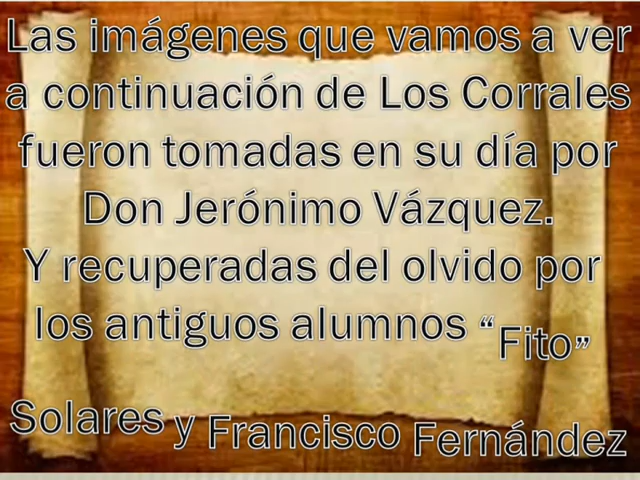 Las imágenes que vamos a ver
a continuación de Los Corrales
fueron tomadas en su día por
Don Jerónimo Vázquez.
Y recuperadas del olvido por
los antiguos alumnos “Fito”
Solares y Francisco Fernández